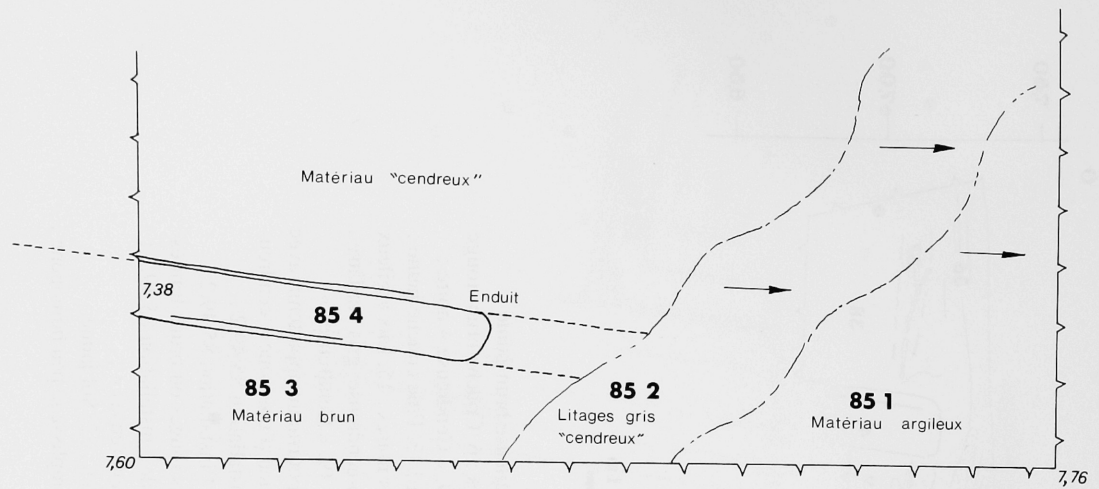 Matériau "cendreux"
7,38
85 4
Enduit
85 3
Matériau brun
85 2
Litages gris
"cendreux"
85 1
Matériau argileux
7,60
7,76